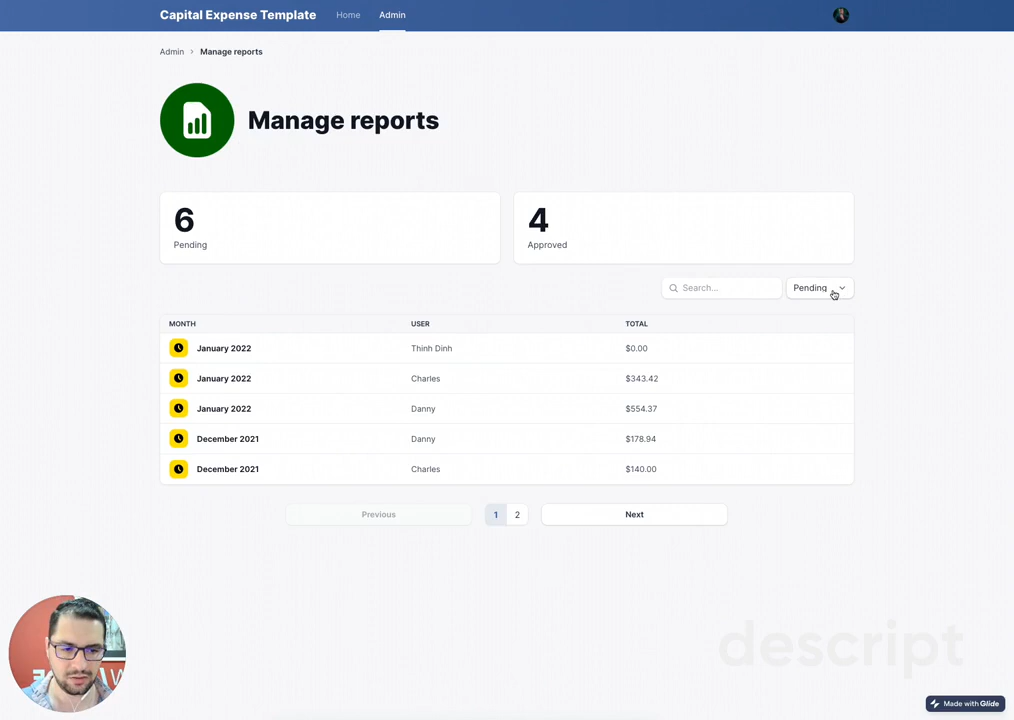 Capital Expense Template Home Admin
Admin > Manage reports
Manage reports
6
Pending
4
Approved
Search... Pending
MONTH USER TOTAL
January 2022 Thinh Dinh $0.00
January 2022 Charles $343.42
January 2022 Danny $554.37
December 2021 Danny $178.94
December 2021 Charles $140.00
Previous 1 2 Next
descript
Made with Glide